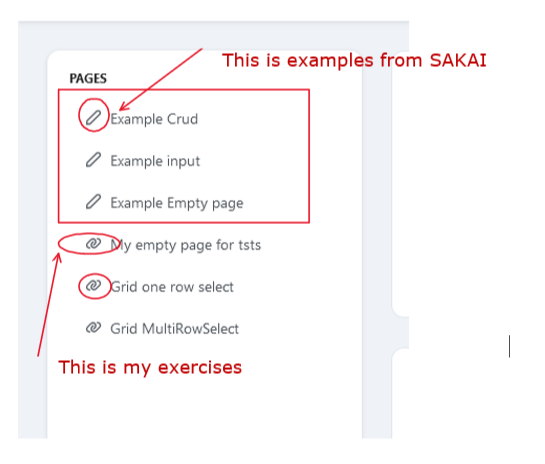 This is examples from SAKAI
PAGES
Example Crud
Example input
Example Empty page
My empty page for tsts
Grid one row select
Grid MultiRowSelect
This is my exercises